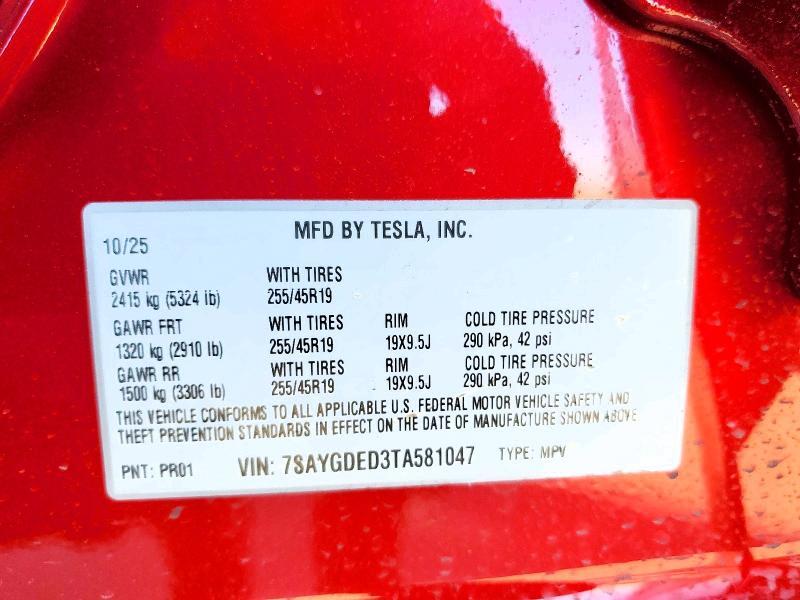 MFD BY TESLA, INC.
10/25
GVWR WITH TIRES
2415 kg (5324 lb) 255/45R19
GAWR FRT WITH TIRES RIM COLD TIRE PRESSURE
1320 kg (2910 lb) 255/45R19 19X9.5J 290 kPa, 42 psi
GAWR RR WITH TIRES RIM COLD TIRE PRESSURE
1500 kg (3306 lb) 255/45R19 19X9.5J 290 kPa, 42 psi
THIS VEHICLE CONFORMS TO ALL APPLICABLE U.S. FEDERAL MOTOR VEHICLE SAFETY AND
THEFT PREVENTION STANDARDS IN EFFECT ON THE DATE OF MANUFACTURE SHOWN ABOVE
PNT: PR01 VIN: 7SAYGDED3TA581047 TYPE: MPV